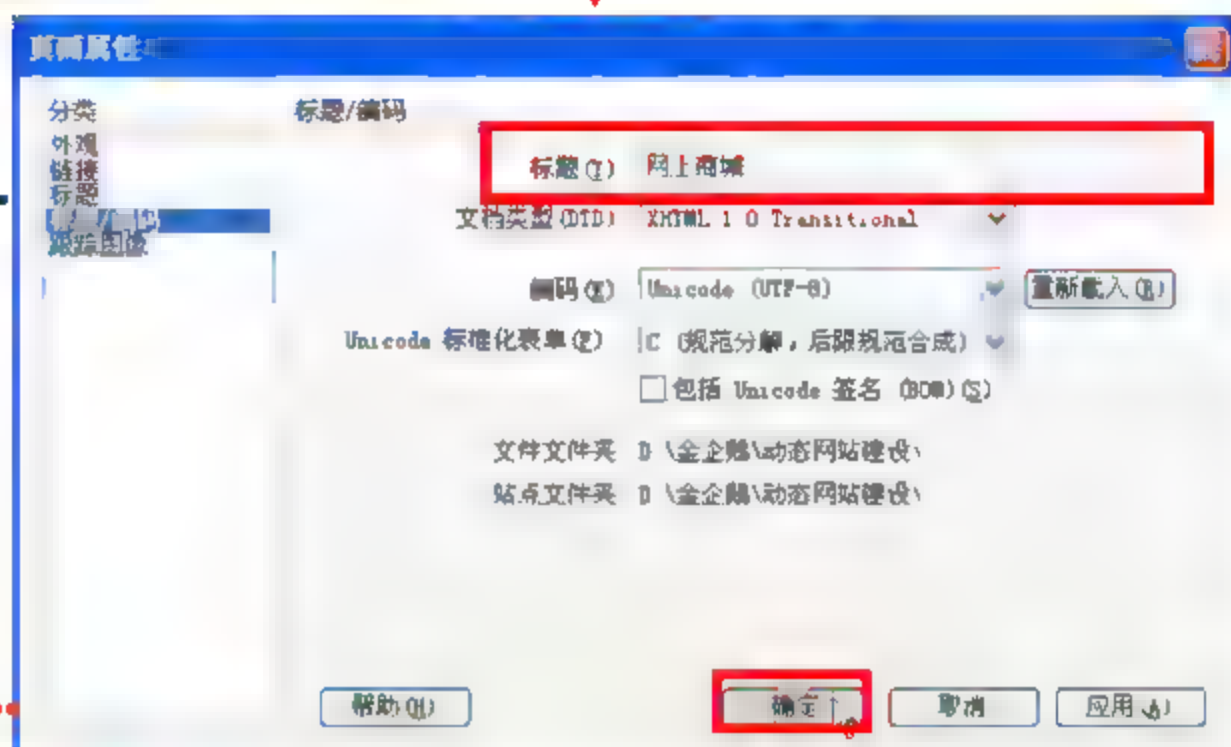 页面属性
分类
外观
链接
标题
标题/编码
跟踪图像
标题/编码
标题(T) 网上商城
文档类型(DTD) XHTML 1 0 Transitional
编码(E) Unicode (UTF-8) 重新载入(R)
Unicode 标准化表单(F) C (规范分解，后跟规范合成)
包括 Unicode 签名 (BOM)(S)
文件文件夹 D \金企鹅\动态网站建设\
站点文件夹 D \金企鹅\动态网站建设\
帮助(H) 确定 取消 应用(A)